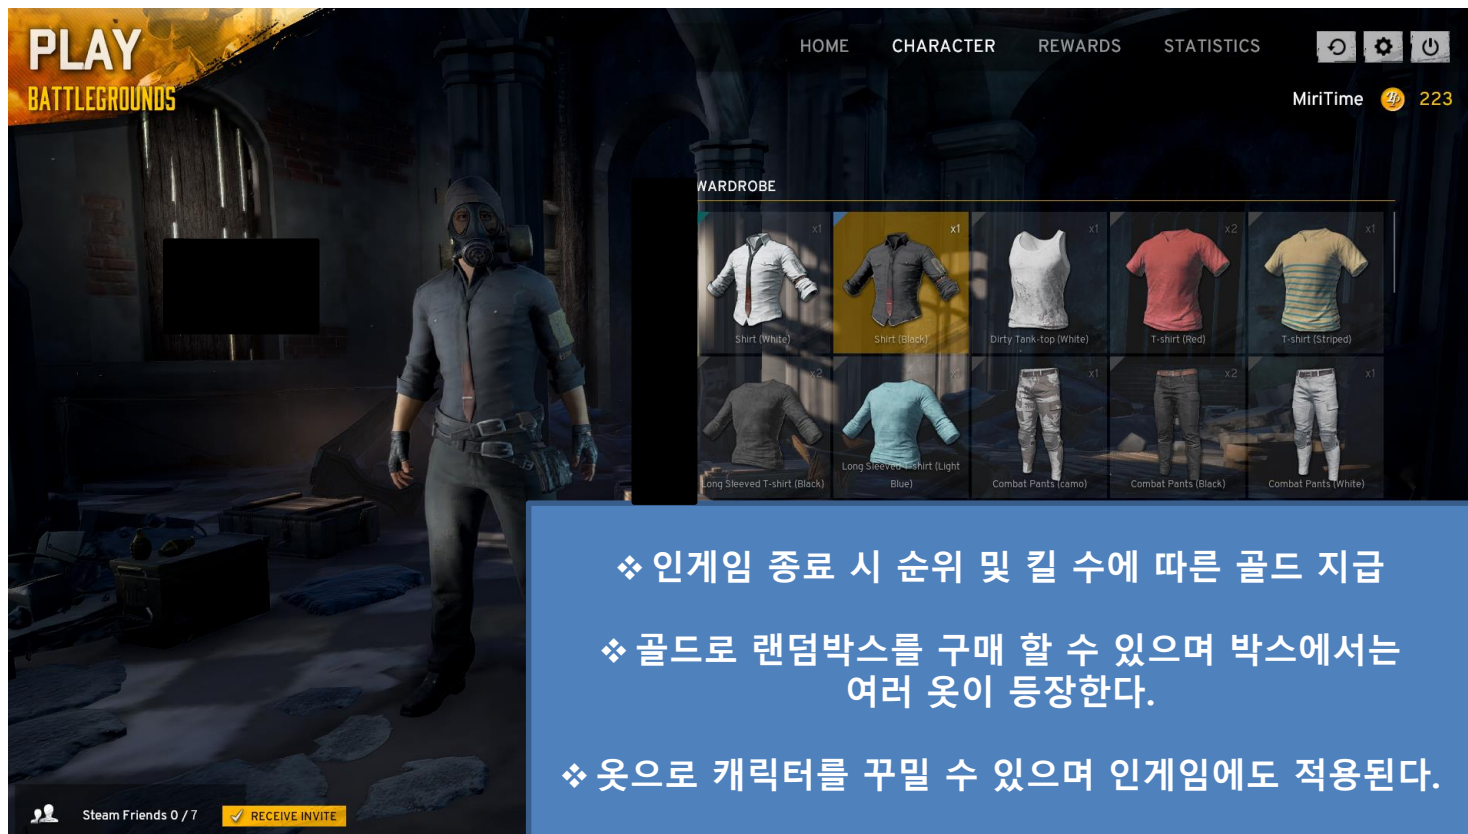 PLAY
BATTLEGROUNDS
HOME CHARACTER REWARDS STATISTICS
MiriTime 223
WARDROBE
x1 x1 x1 x2 x1
Shirt (White) Shirt (Black) Dirty Tank-top (White) T-shirt (Red) T-shirt (Striped)
x2 x1 x2 x1
Long Sleeved T-shirt (Black) Long Sleeved T-shirt (Light Blue) Combat Pants (camo) Combat Pants (Black) Combat Pants (White)
❖ 인게임 종료 시 순위 및 킬 수에 따른 골드 지급
❖ 골드로 랜덤박스를 구매 할 수 있으며 박스에서는
여러 옷이 등장한다.
❖ 옷으로 캐릭터를 꾸밀 수 있으며 인게임에도 적용된다.
Steam Friends 0 / 7 RECEIVE INVITE